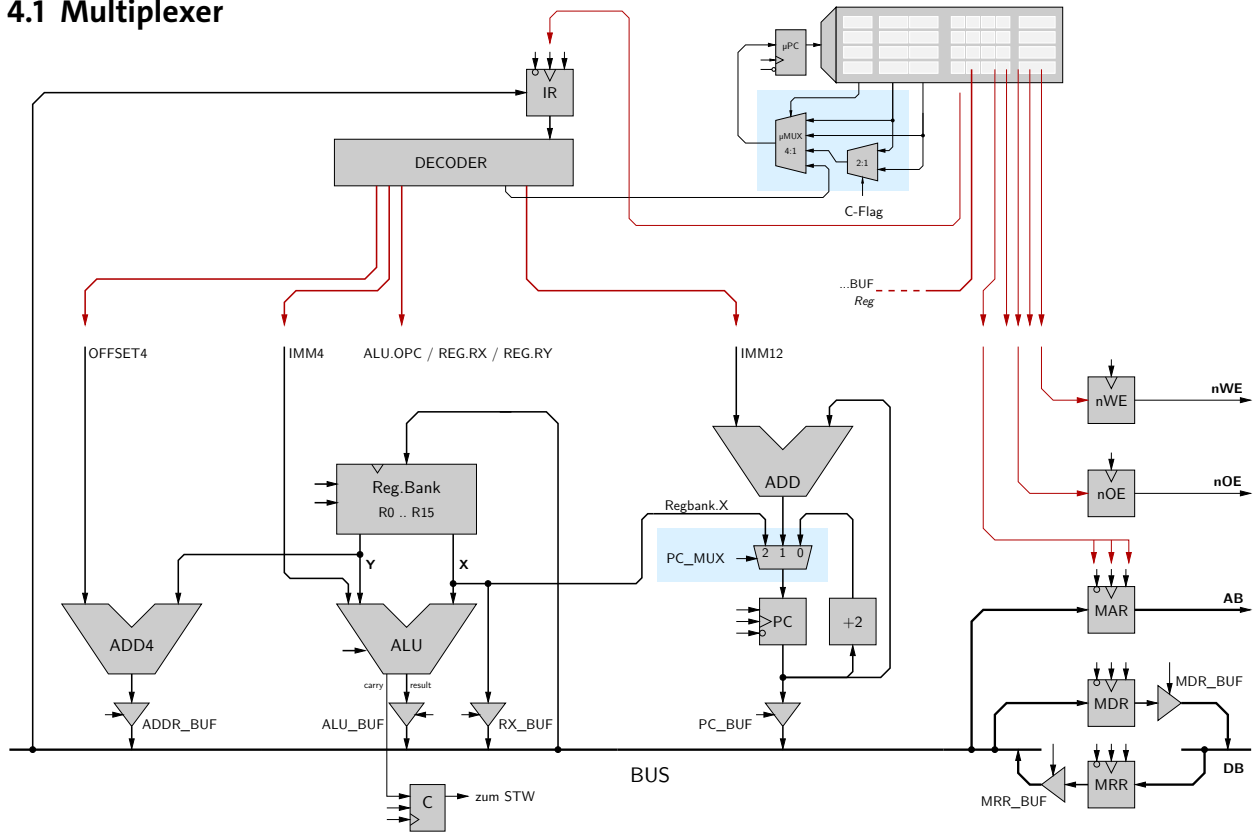 4.1 Multiplexer
µPC
IR
µMUX
4:1
2:1
DECODER
C-Flag
...BUF
Reg
OFFSET4
IMM4
ALU.OPC / REG.RX / REG.RY
IMM12
nWE
nWE
Reg.Bank
R0 .. R15
ADD
nOE
nOE
Regbank.X
PC_MUX
2 1 0
Y
X
MAR
AB
PC
+2
ADD4
ALU
carry
result
MDR
MDR_BUF
ADDR_BUF
ALU_BUF
RX_BUF
PC_BUF
BUS
DB
MRR
MRR_BUF
C
zum STW